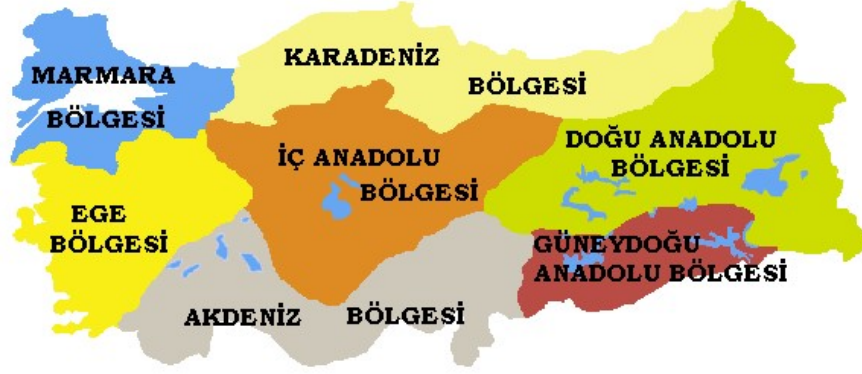 MARMARA
BÖLGESİ
KARADENİZ
BÖLGESİ
İÇ ANADOLU
BÖLGESİ
DOĞU ANADOLU
BÖLGESİ
EGE
BÖLGESİ
GÜNEYDOĞU
ANADOLU BÖLGESİ
AKDENİZ BÖLGESİ